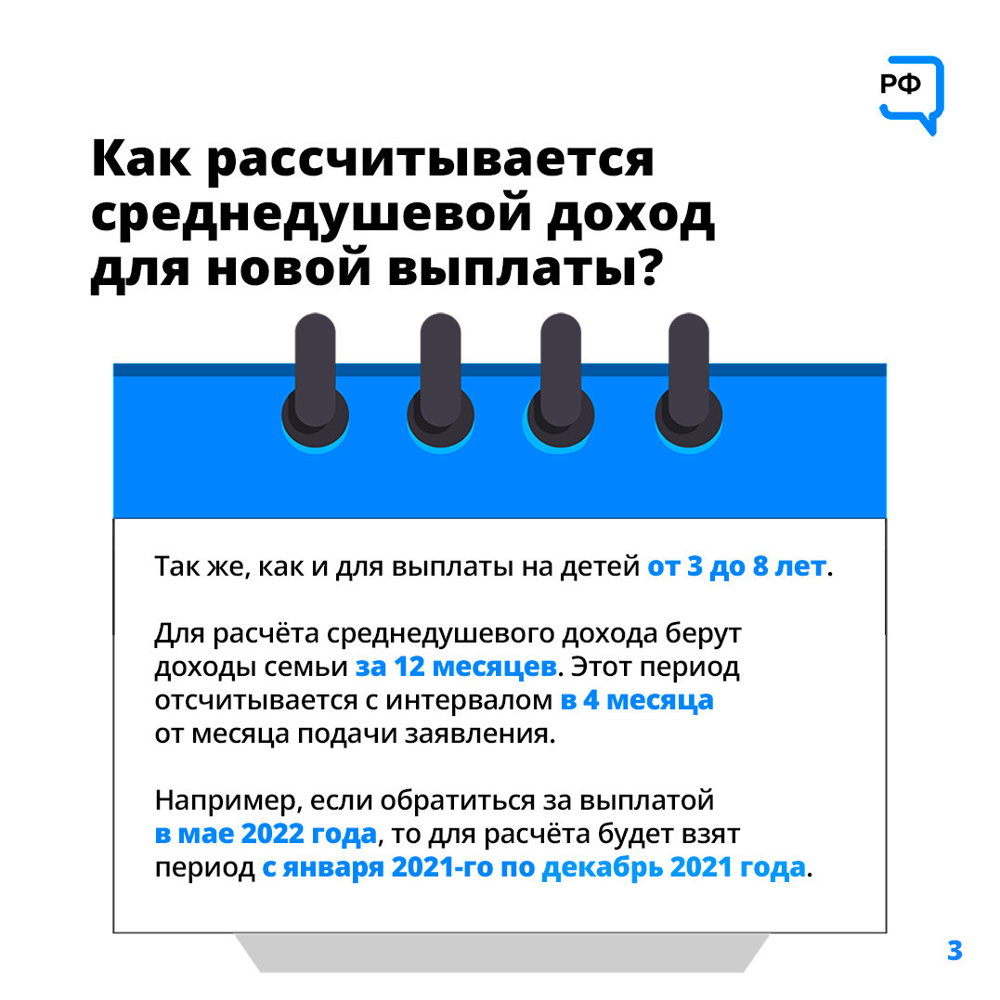 РФ
Как рассчитывается
среднедушевой доход
для новой выплаты?
Так же, как и для выплаты на детей от 3 до 8 лет.
Для расчёта среднедушевого дохода берут
доходы семьи за 12 месяцев. Этот период
отсчитывается с интервалом в 4 месяца
от месяца подачи заявления.
Например, если обратиться за выплатой
в мае 2022 года, то для расчёта будет взят
период с января 2021-го по декабрь 2021 года.
3